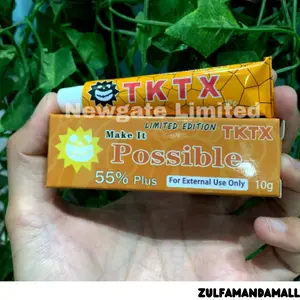 TKTX
Newgate Limited
LIMITED EDITION TKTX
Make It
Possible
55% Plus
For External Use Only
10g
ZULFAMANDAMALL